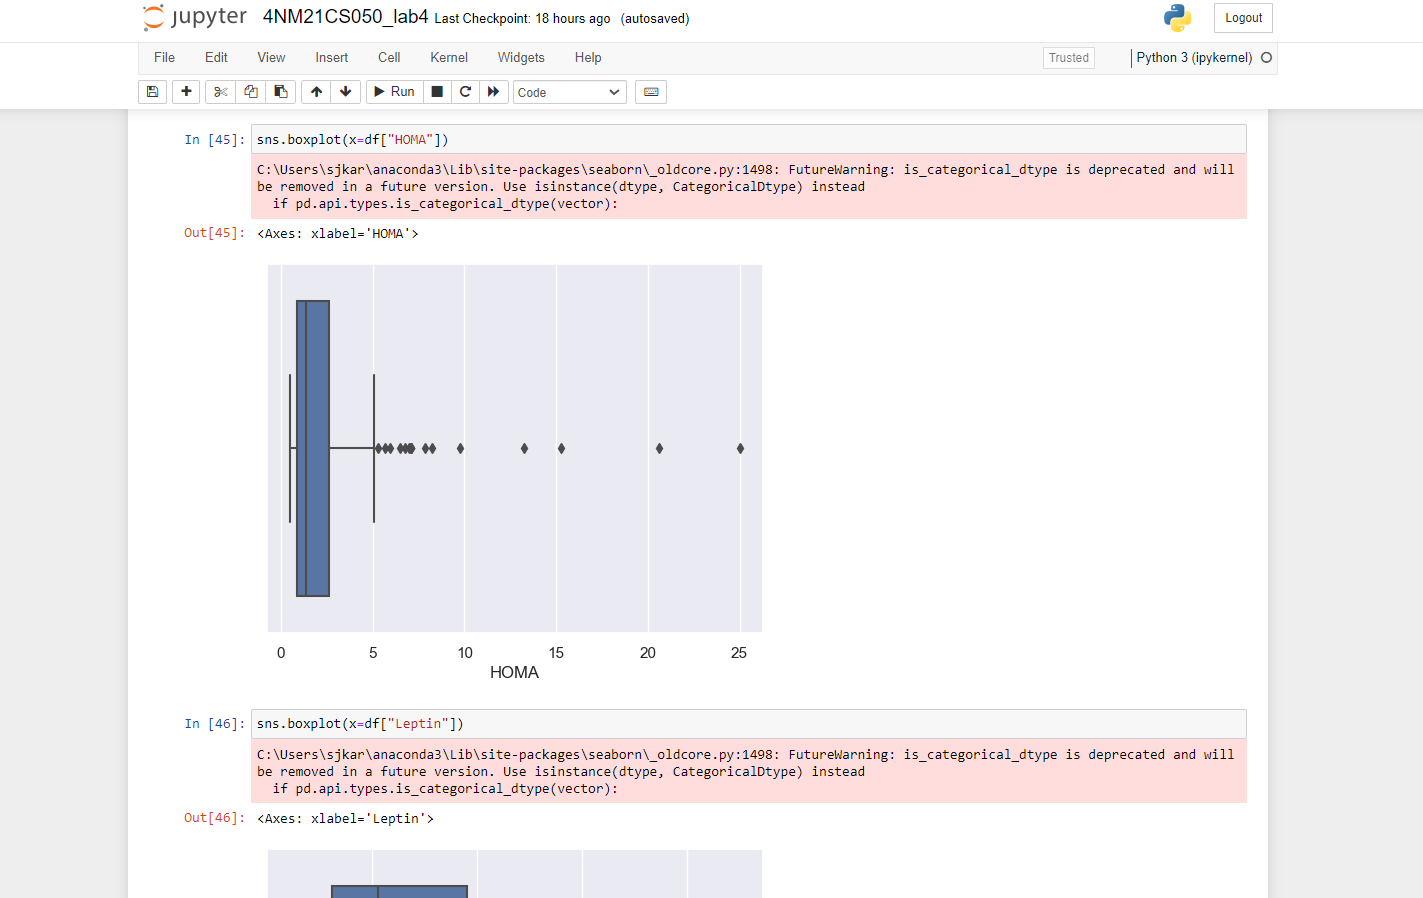 jupyter 4NM21CS050_lab4 Last Checkpoint: 18 hours ago (autosaved)
Logout
File Edit View Insert Cell Kernel Widgets Help
Trusted
Python 3 (ipykernel)
Run
Code
In [45]: sns.boxplot(x=df["HOMA"])
C:\Users\sjkar\anaconda3\Lib\site-packages\seaborn\_oldcore.py:1498: FutureWarning: is_categorical_dtype is deprecated and will
be removed in a future version. Use isinstance(dtype, CategoricalDtype) instead
  if pd.api.types.is_categorical_dtype(vector):
Out[45]: <Axes: xlabel='HOMA'>
0 5 10 15 20 25
HOMA
In [46]: sns.boxplot(x=df["Leptin"])
C:\Users\sjkar\anaconda3\Lib\site-packages\seaborn\_oldcore.py:1498: FutureWarning: is_categorical_dtype is deprecated and will
be removed in a future version. Use isinstance(dtype, CategoricalDtype) instead
  if pd.api.types.is_categorical_dtype(vector):
Out[46]: <Axes: xlabel='Leptin'>